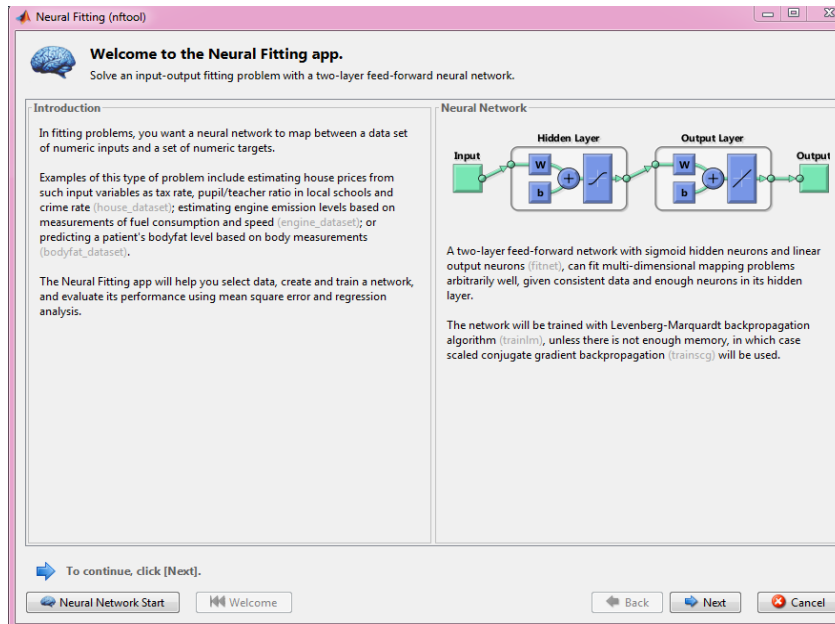 Neural Fitting (nftool)
Welcome to the Neural Fitting app.
Solve an input-output fitting problem with a two-layer feed-forward neural network.
Introduction
In fitting problems, you want a neural network to map between a data set
of numeric inputs and a set of numeric targets.
Examples of this type of problem include estimating house prices from
such input variables as tax rate, pupil/teacher ratio in local schools and
crime rate (house_dataset); estimating engine emission levels based on
measurements of fuel consumption and speed (engine_dataset); or
predicting a patient's bodyfat level based on body measurements
(bodyfat_dataset).
The Neural Fitting app will help you select data, create and train a network,
and evaluate its performance using mean square error and regression
analysis.
Neural Network
Hidden Layer
Output Layer
Input
W
b
+
W
b
+
Output
A two-layer feed-forward network with sigmoid hidden neurons and linear
output neurons (fitnet), can fit multi-dimensional mapping problems
arbitrarily well, given consistent data and enough neurons in its hidden
layer.
The network will be trained with Levenberg-Marquardt backpropagation
algorithm (trainlm), unless there is not enough memory, in which case
scaled conjugate gradient backpropagation (trainscg) will be used.
To continue, click [Next].
Neural Network Start
Welcome
Back
Next
Cancel